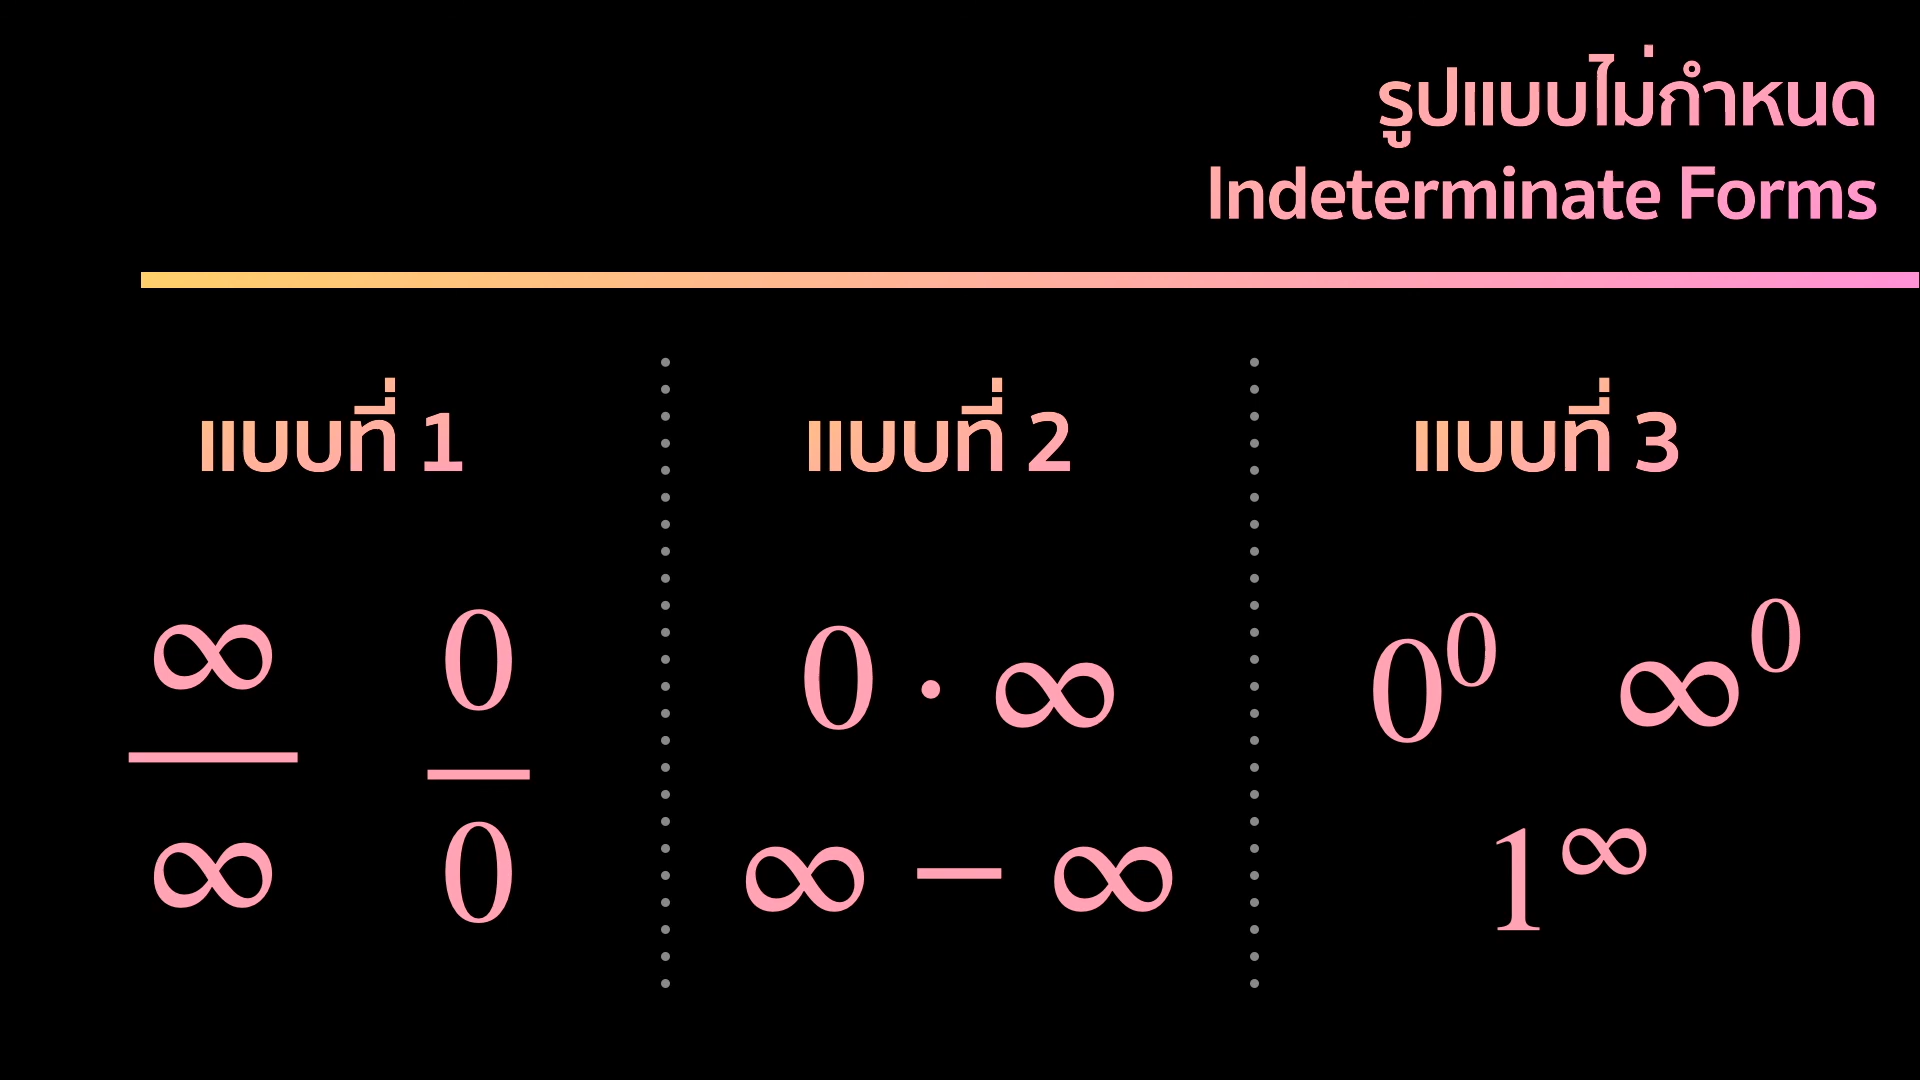 รูปแบบไม่กำหนด
Indeterminate Forms
แบบที่ 1
∞/∞ 0/0
แบบที่ 2
0 · ∞
∞ − ∞
แบบที่ 3
0⁰ ∞⁰
1^∞